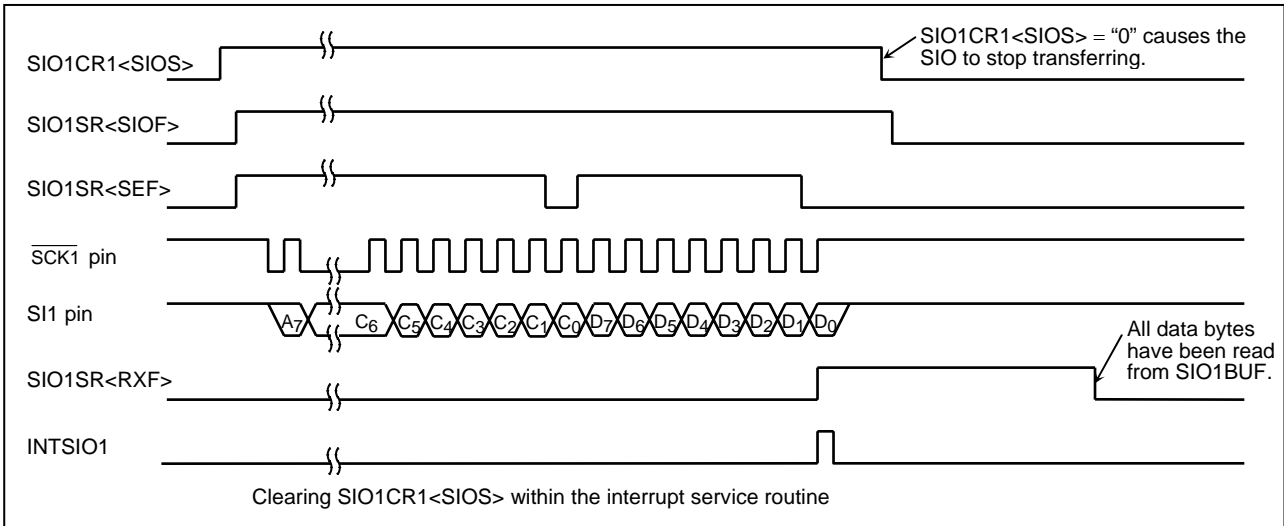 SIO1CR1<SIOS>
SIO1CR1<SIOS> = “0” causes the
SIO to stop transferring.
SIO1SR<SIOF>
SIO1SR<SEF>
SCK1 pin
SI1 pin
A7 C6 C5 C4 C3 C2 C1 C0 D7 D6 D5 D4 D3 D2 D1 D0
All data bytes
have been read
from SIO1BUF.
SIO1SR<RXF>
INTSIO1
Clearing SIO1CR1<SIOS> within the interrupt service routine